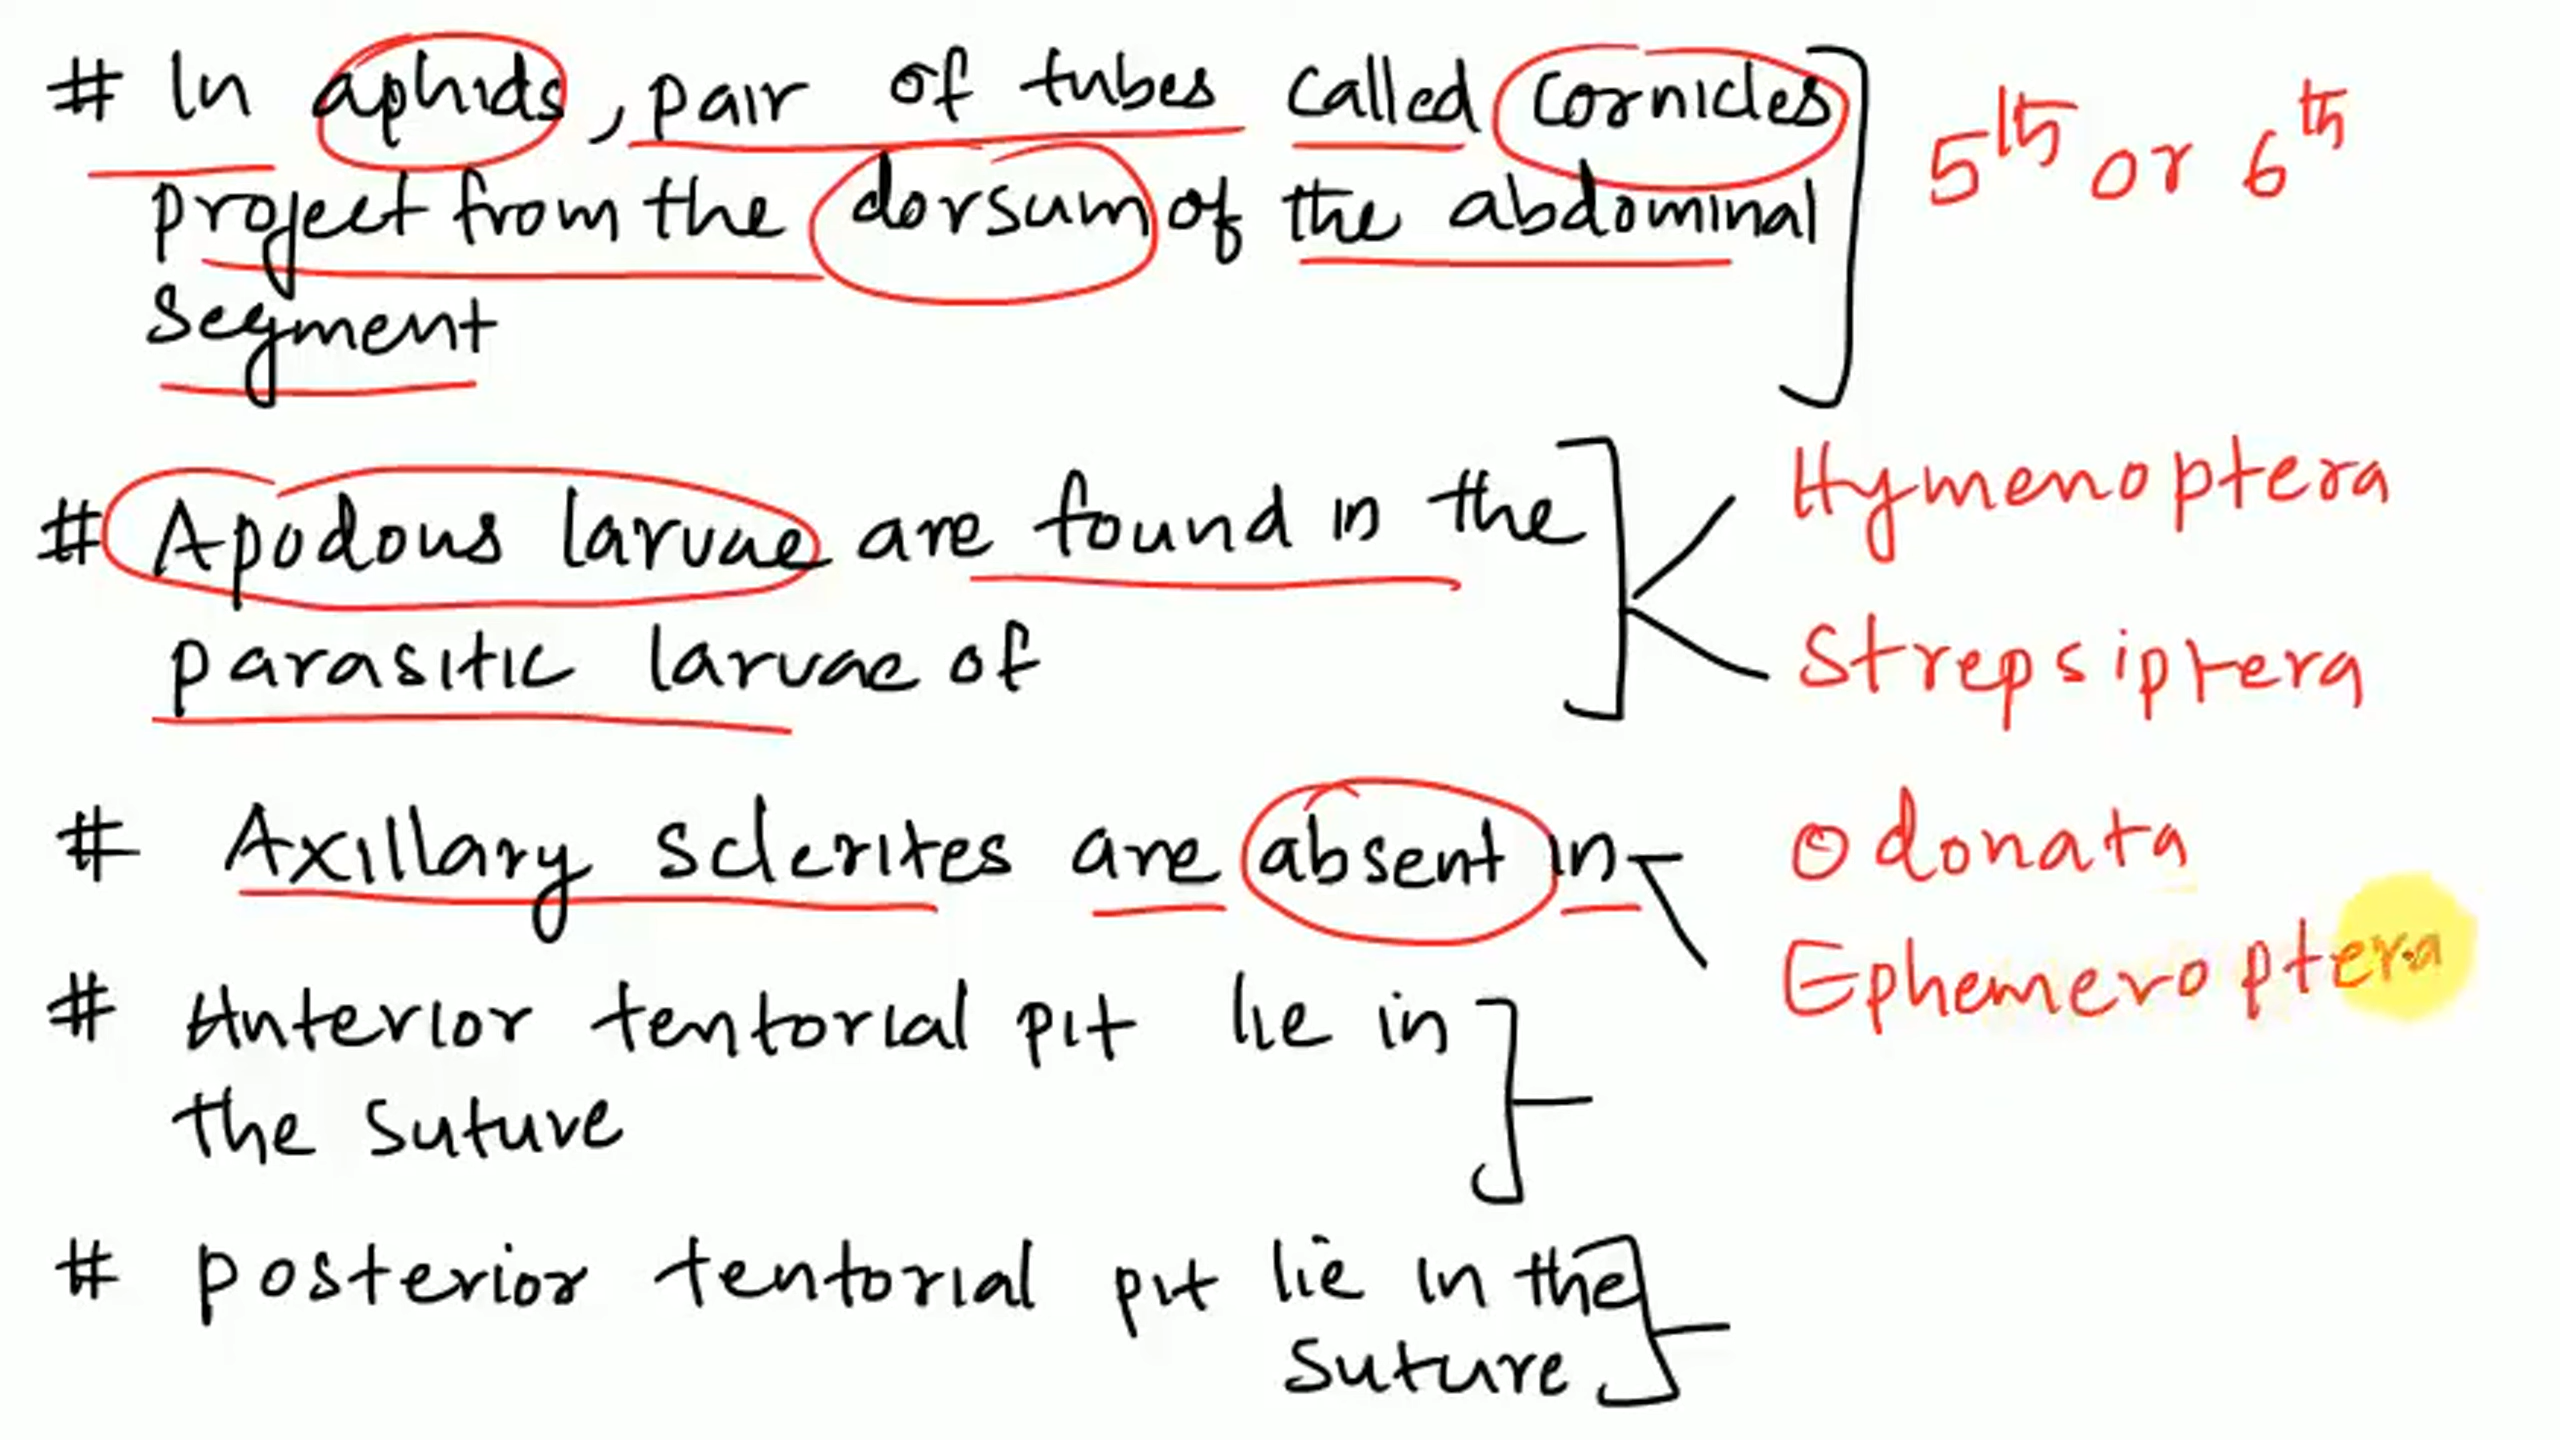 # In aphids, pair of tubes called cornicles
project from the dorsum of the abdominal
segment
5th or 6th
# Apodous larvae are found in the
parasitic larvae of
Hymenoptera
Strepsiptera
# Axillary sclerites are absent in
Odonata
Ephemeroptera
# Anterior tentorial pit lie in
the suture
# posterior tentorial pit lie in the
suture